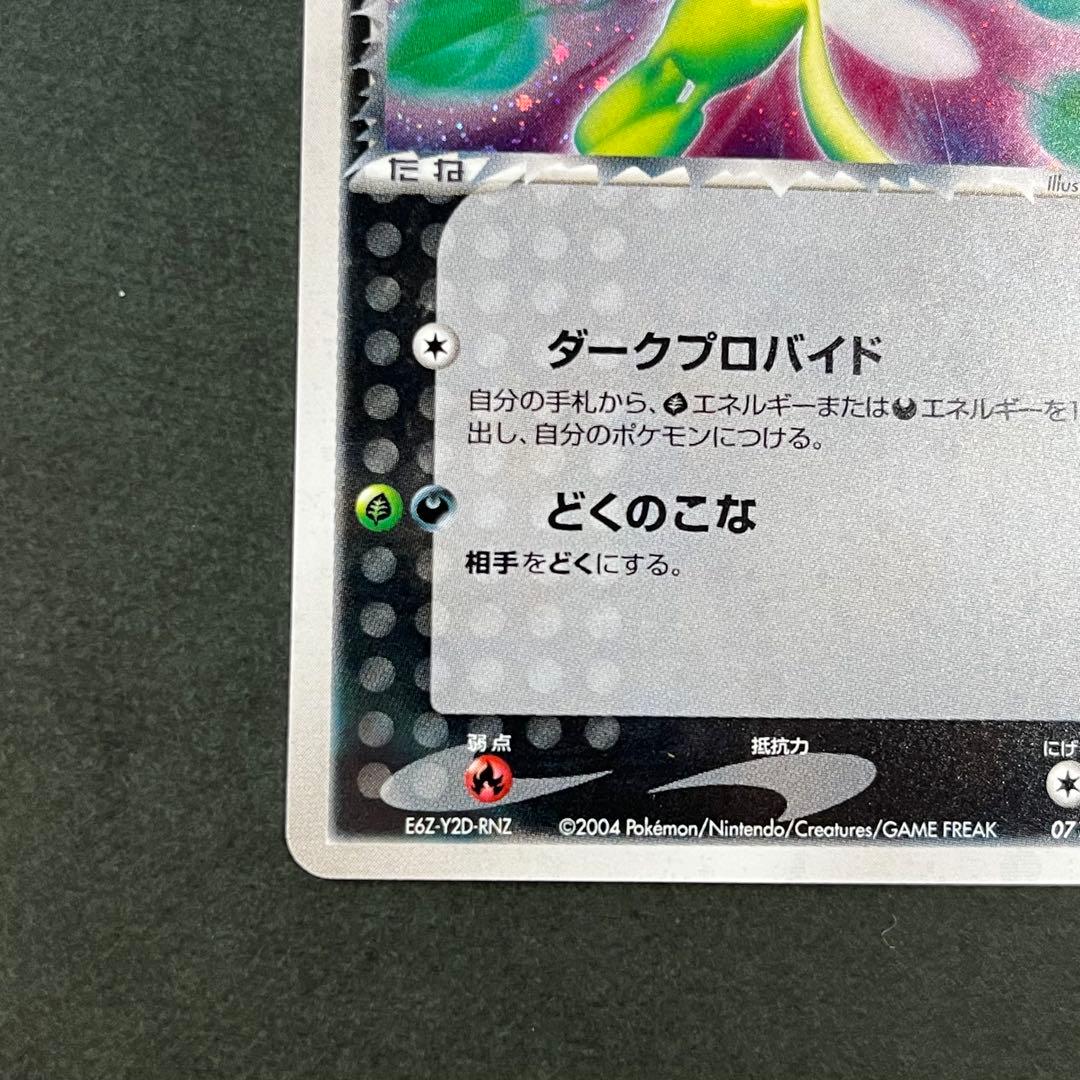 たね
Illus
ダークプロバイド
自分の手札から、エネルギーまたはエネルギーを1
出し、自分のポケモンにつける。
どくのこな
相手をどくにする。
弱点 抵抗力 にげ
E6Z-Y2D-RNZ ©2004 Pokémon/Nintendo/Creatures/GAME FREAK 07